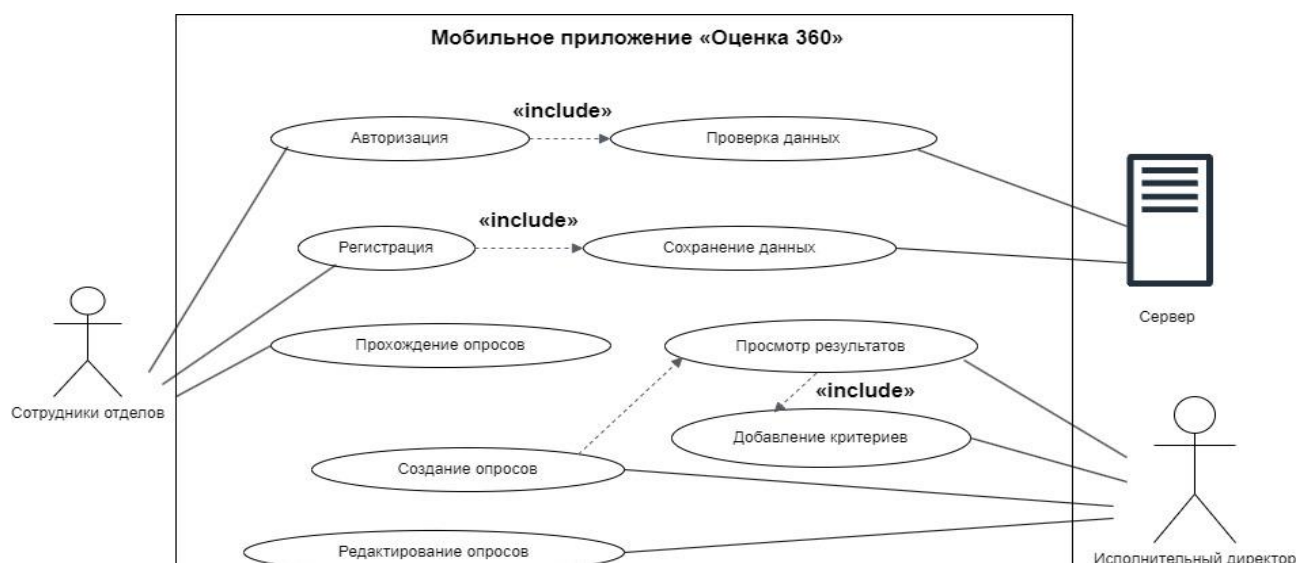 Мобильное приложение «Оценка 360»
«include»
Авторизация
Проверка данных
«include»
Регистрация
Сохранение данных
Сервер
Прохождение опросов
Просмотр результатов
«include»
Сотрудники отделов
Добавление критериев
Создание опросов
Редактирование опросов
Исполнительный директор